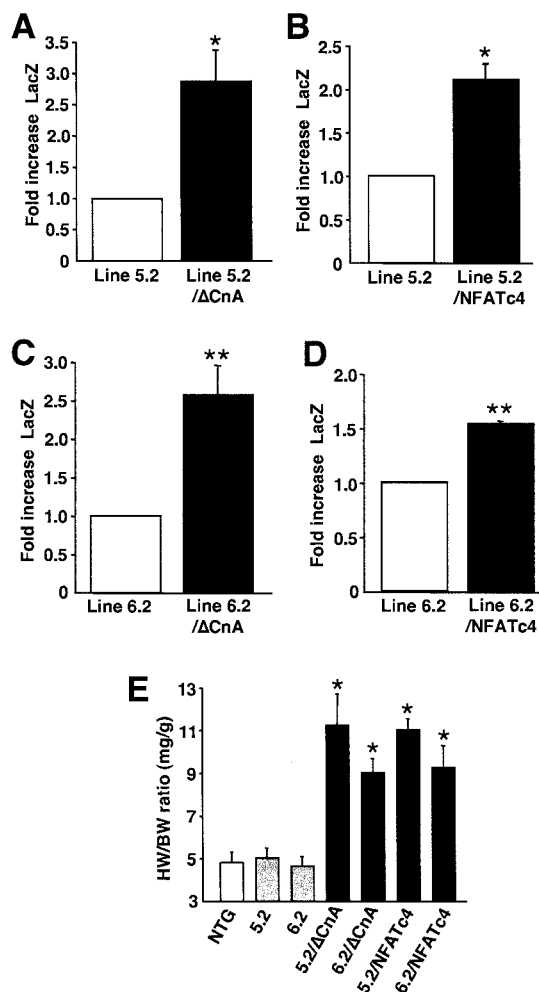 A
Fold increase LacZ
3.5
3.0
2.5
2.0
1.5
1.0
0.5
0
*
Line 5.2
Line 5.2
/ΔCnA
B
Fold increase LacZ
2.5
2.0
1.5
1.0
0.5
0
*
Line 5.2
Line 5.2
/NFATc4
C
Fold increase LacZ
3.0
2.5
2.0
1.5
1.0
0.5
0
**
Line 6.2
Line 6.2
/ΔCnA
D
Fold increase LacZ
2.0
1.5
1.0
0.5
0
**
Line 6.2
Line 6.2
/NFATc4
E
HW/BW ratio (mg/g)
13
11
9
7
5
3
*
*
*
*
NTG
5.2
6.2
5.2/ΔCnA
6.2/ΔCnA
5.2/NFATc4
6.2/NFATc4